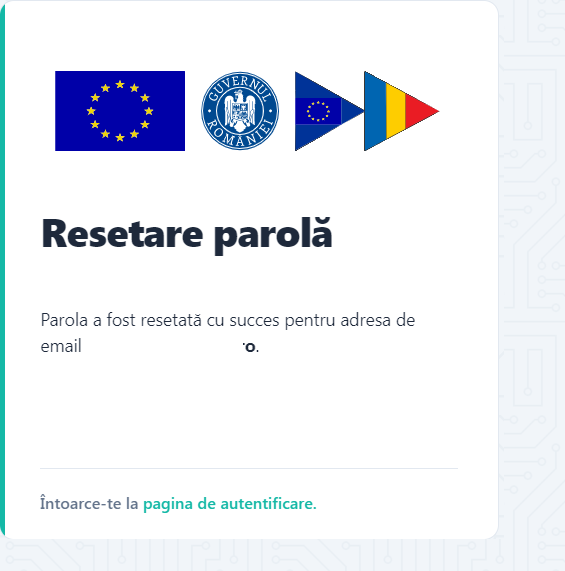 GUVERNUL
ROMÂNIEI
Resetare parolă
Parola a fost resetată cu succes pentru adresa de
email o.
Întoarce-te la pagina de autentificare.